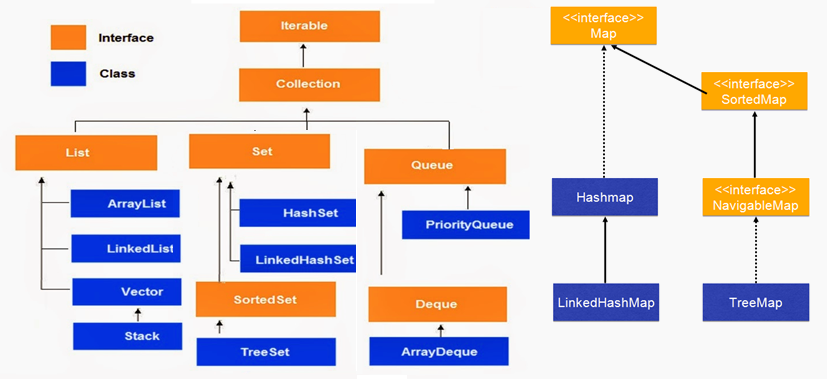 Interface
Class
Iterable
Collection
List
Set
Queue
ArrayList
LinkedList
Vector
Stack
HashSet
LinkedHashSet
SortedSet
TreeSet
PriorityQueue
Deque
ArrayDeque
<<interface>>
Map
<<interface>>
SortedMap
Hashmap
<<interface>>
NavigableMap
LinkedHashMap
TreeMap